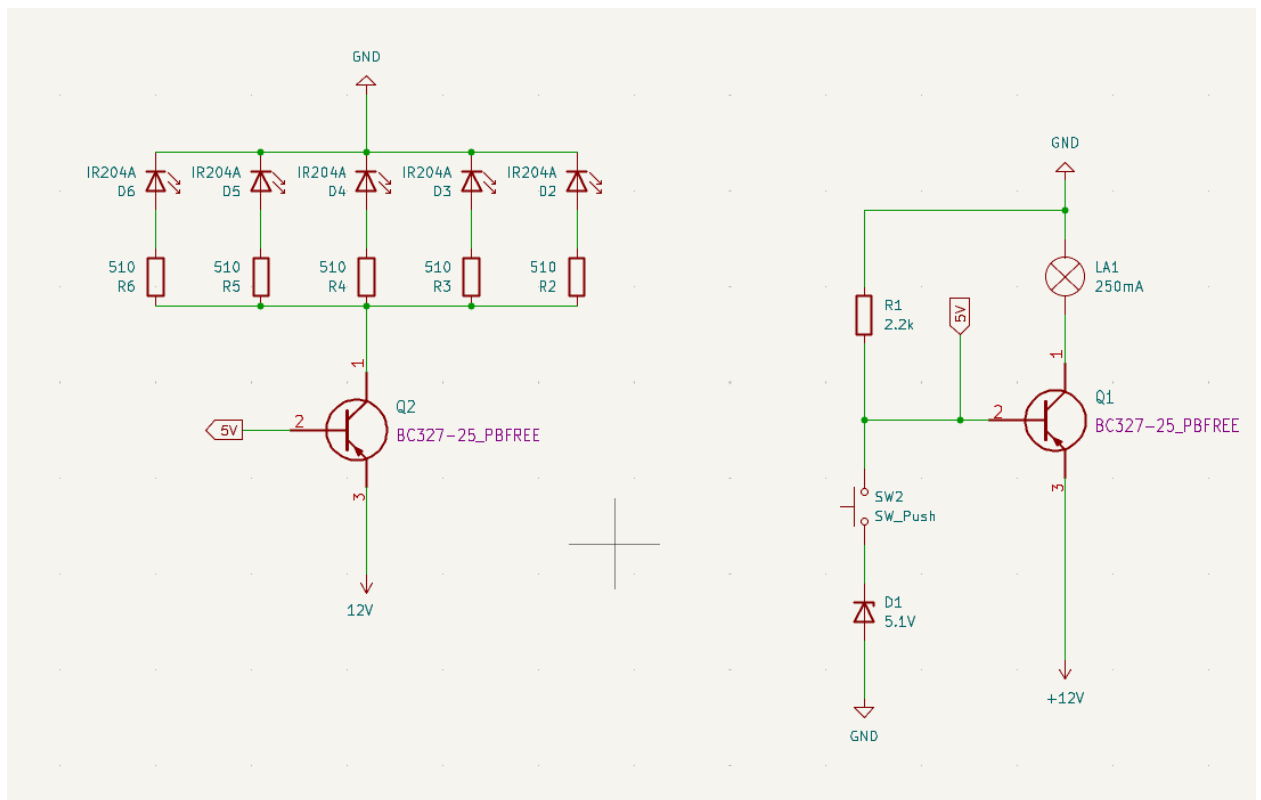 GND
IR204A
D6
IR204A
D5
IR204A
D4
IR204A
D3
IR204A
D2
510
R6
510
R5
510
R4
510
R3
510
R2
1
5V
2
Q2
BC327-25_PBFREE
3
12V
GND
LA1
250mA
R1
2.2k
5V
1
2
Q1
BC327-25_PBFREE
3
SW2
SW_Push
D1
5.1V
+12V
GND